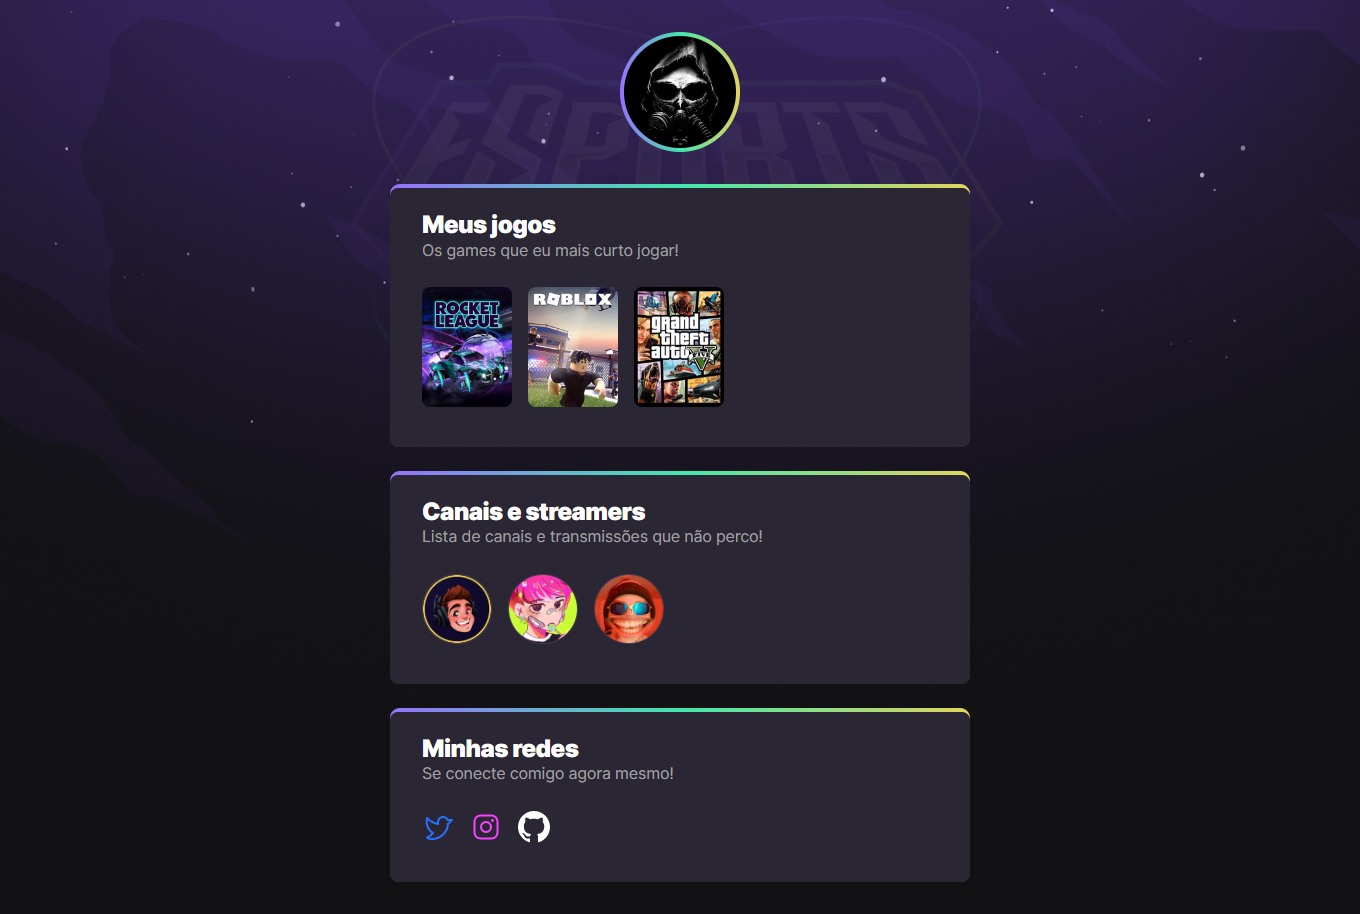 ESPORTS
Meus jogos
Os games que eu mais curto jogar!
ROCKET
LEAGUE
ROBLOX
grand
theft
auto V
Canais e streamers
Lista de canais e transmissões que não perco!
Minhas redes
Se conecte comigo agora mesmo!